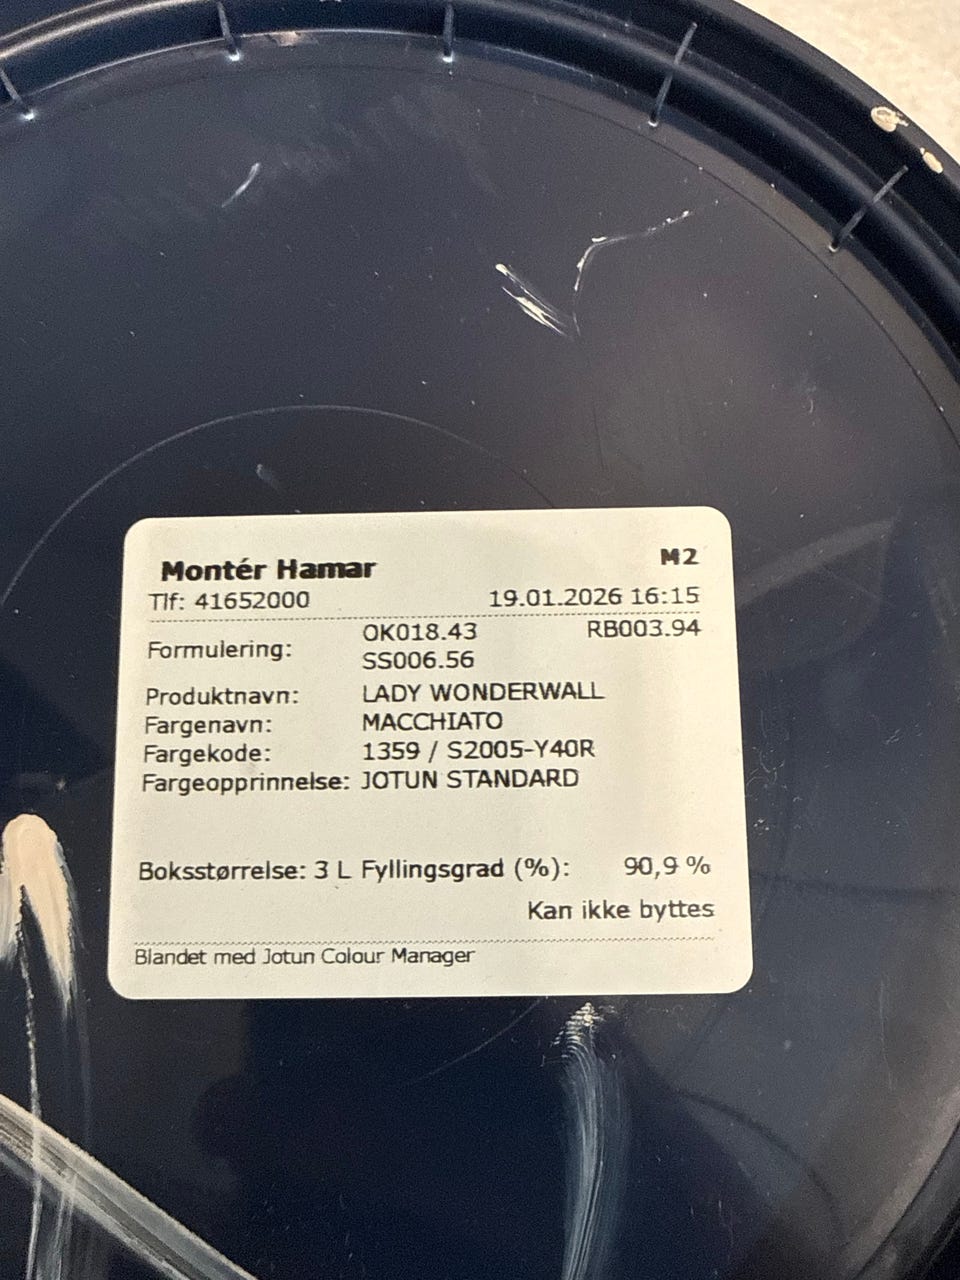 Montér Hamar M2
Tlf: 41652000 19.01.2026 16:15
Formulering: OK018.43 RB003.94
SS006.56
Produktnavn: LADY WONDERWALL
Fargenavn: MACCHIATO
Fargekode: 1359 / S2005-Y40R
Fargeopprinnelse: JOTUN STANDARD
Boksstørrelse: 3 L Fyllingsgrad (%): 90,9 %
Kan ikke byttes
Blandet med Jotun Colour Manager